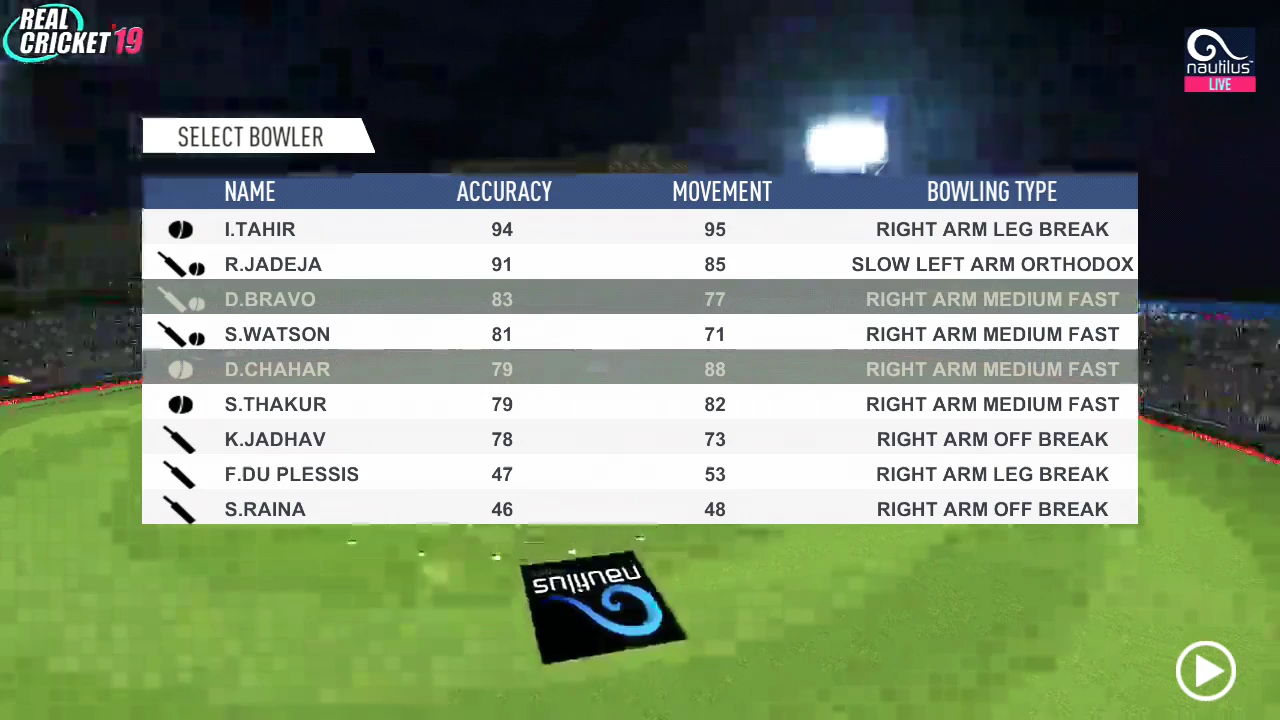 REAL
CRICKET '19
nautilus
LIVE
SELECT BOWLER
NAME ACCURACY MOVEMENT BOWLING TYPE
I.TAHIR 94 95 RIGHT ARM LEG BREAK
R.JADEJA 91 85 SLOW LEFT ARM ORTHODOX
D.BRAVO 83 77 RIGHT ARM MEDIUM FAST
S.WATSON 81 71 RIGHT ARM MEDIUM FAST
D.CHAHAR 79 88 RIGHT ARM MEDIUM FAST
S.THAKUR 79 82 RIGHT ARM MEDIUM FAST
K.JADHAV 78 73 RIGHT ARM OFF BREAK
F.DU PLESSIS 47 53 RIGHT ARM LEG BREAK
S.RAINA 46 48 RIGHT ARM OFF BREAK
nautilus